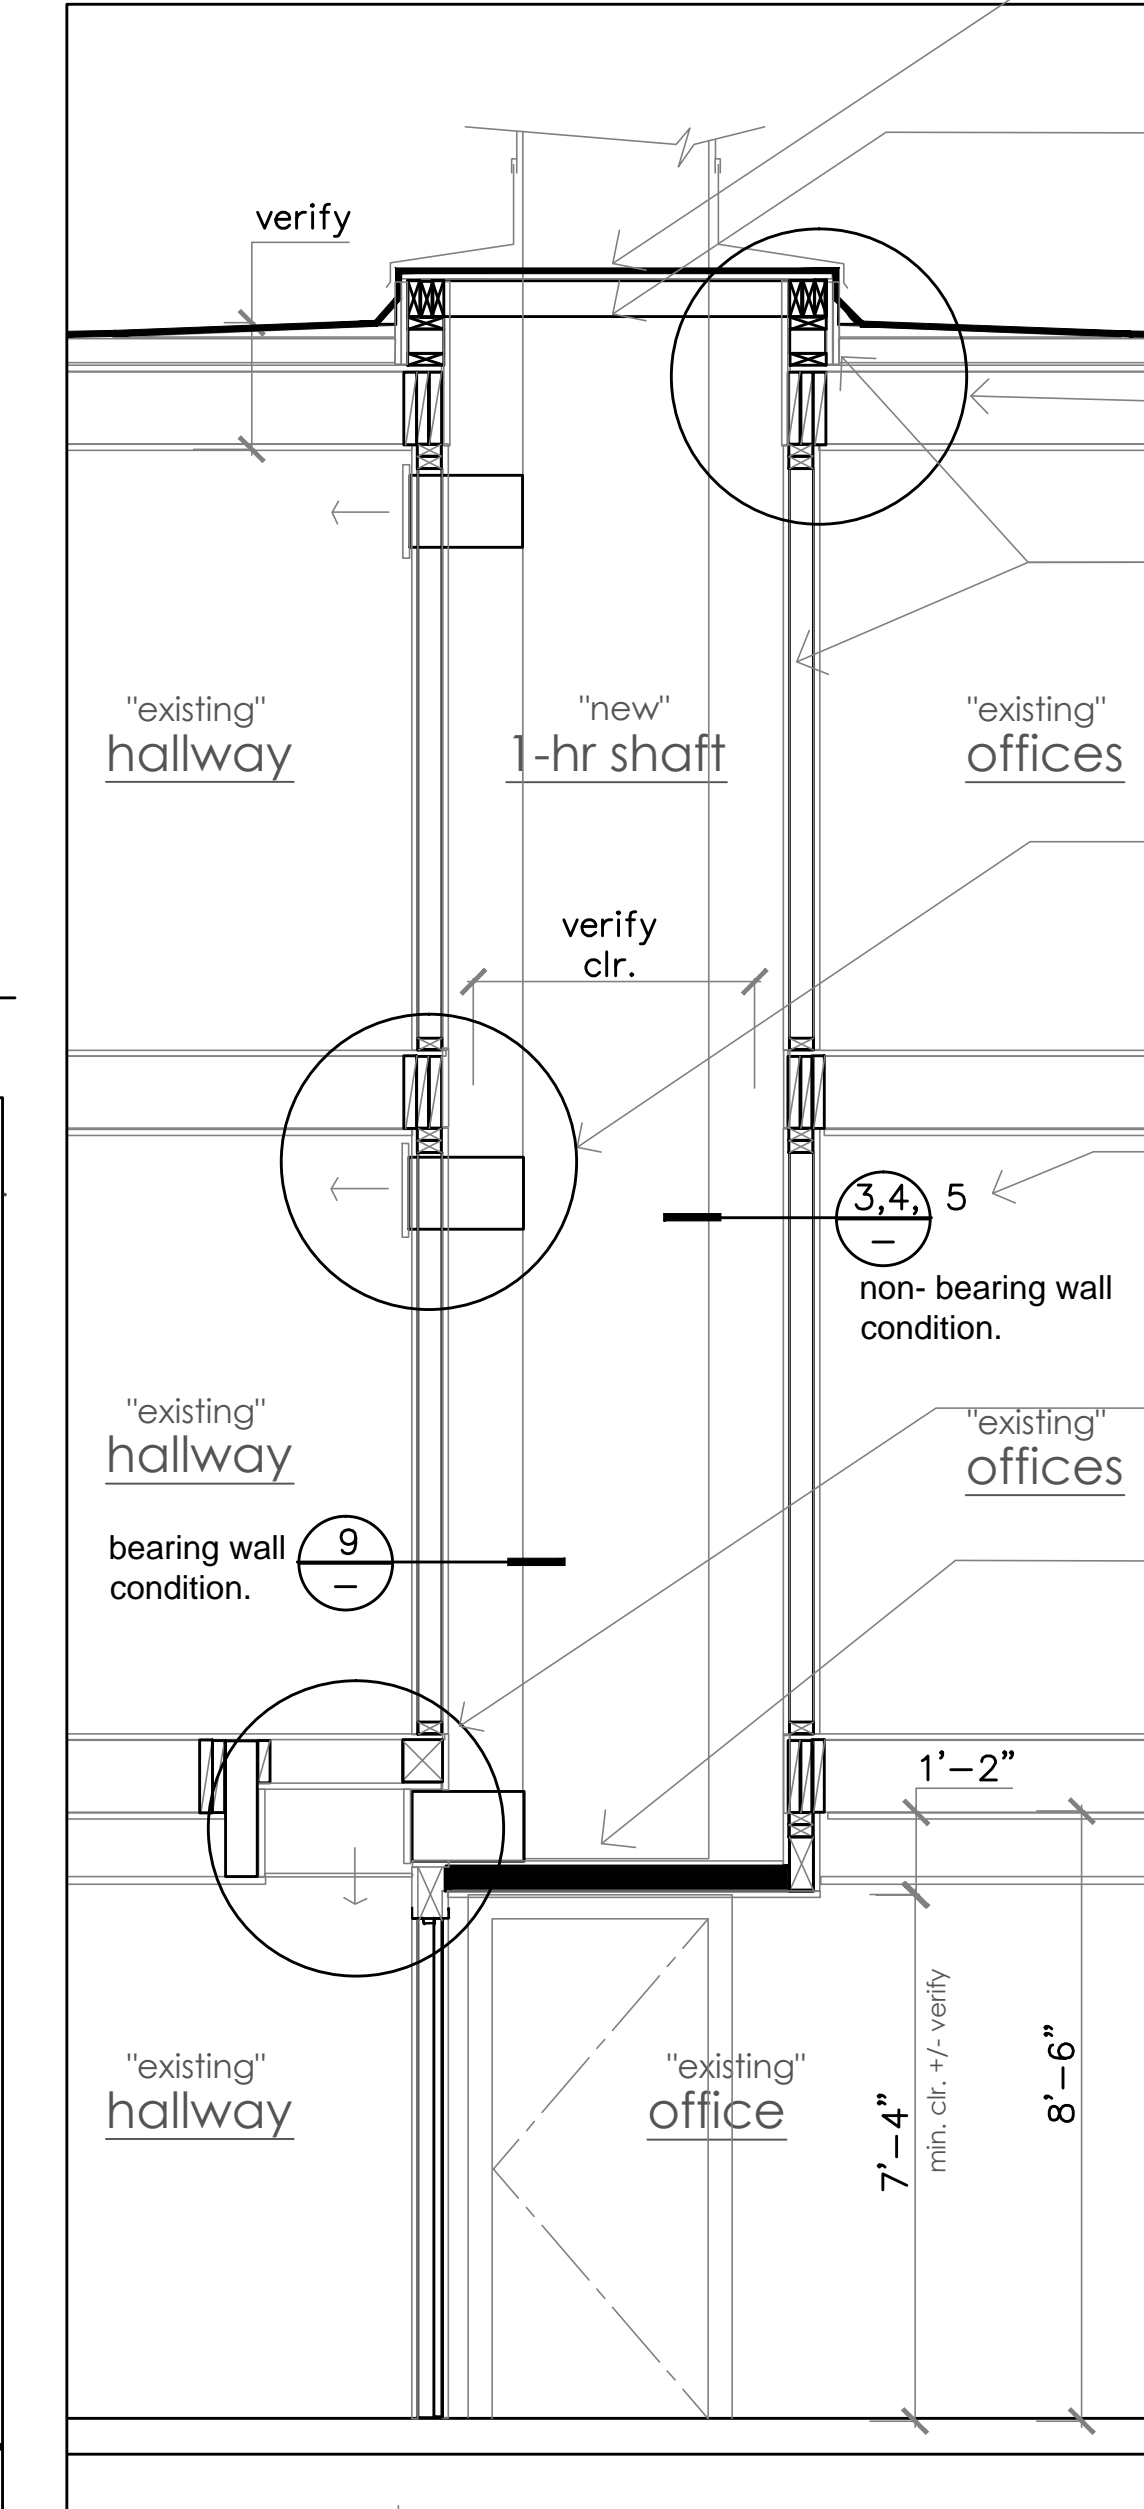 verify
"existing"
hallway
"new"
1-hr shaft
"existing"
offices
verify
clr.
3,4, 5
–
non- bearing wall
condition.
"existing"
hallway
"existing"
offices
bearing wall
condition.
9
–
1’–2”
"existing"
hallway
"existing"
office
7’–4”
min. clr. +/- verify
8’–6”